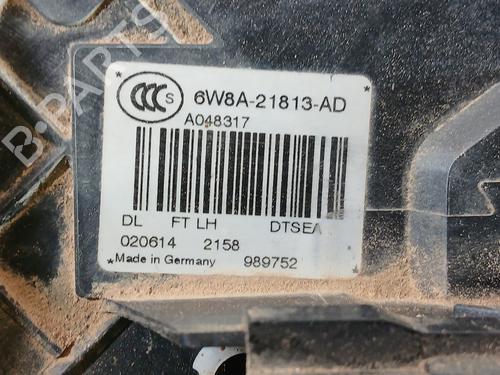 CCC S 6W8A-21813-AD
A048317
DL FT LH DTSEA
020614 2158
*Made in Germany 989752 *
B-PARTS